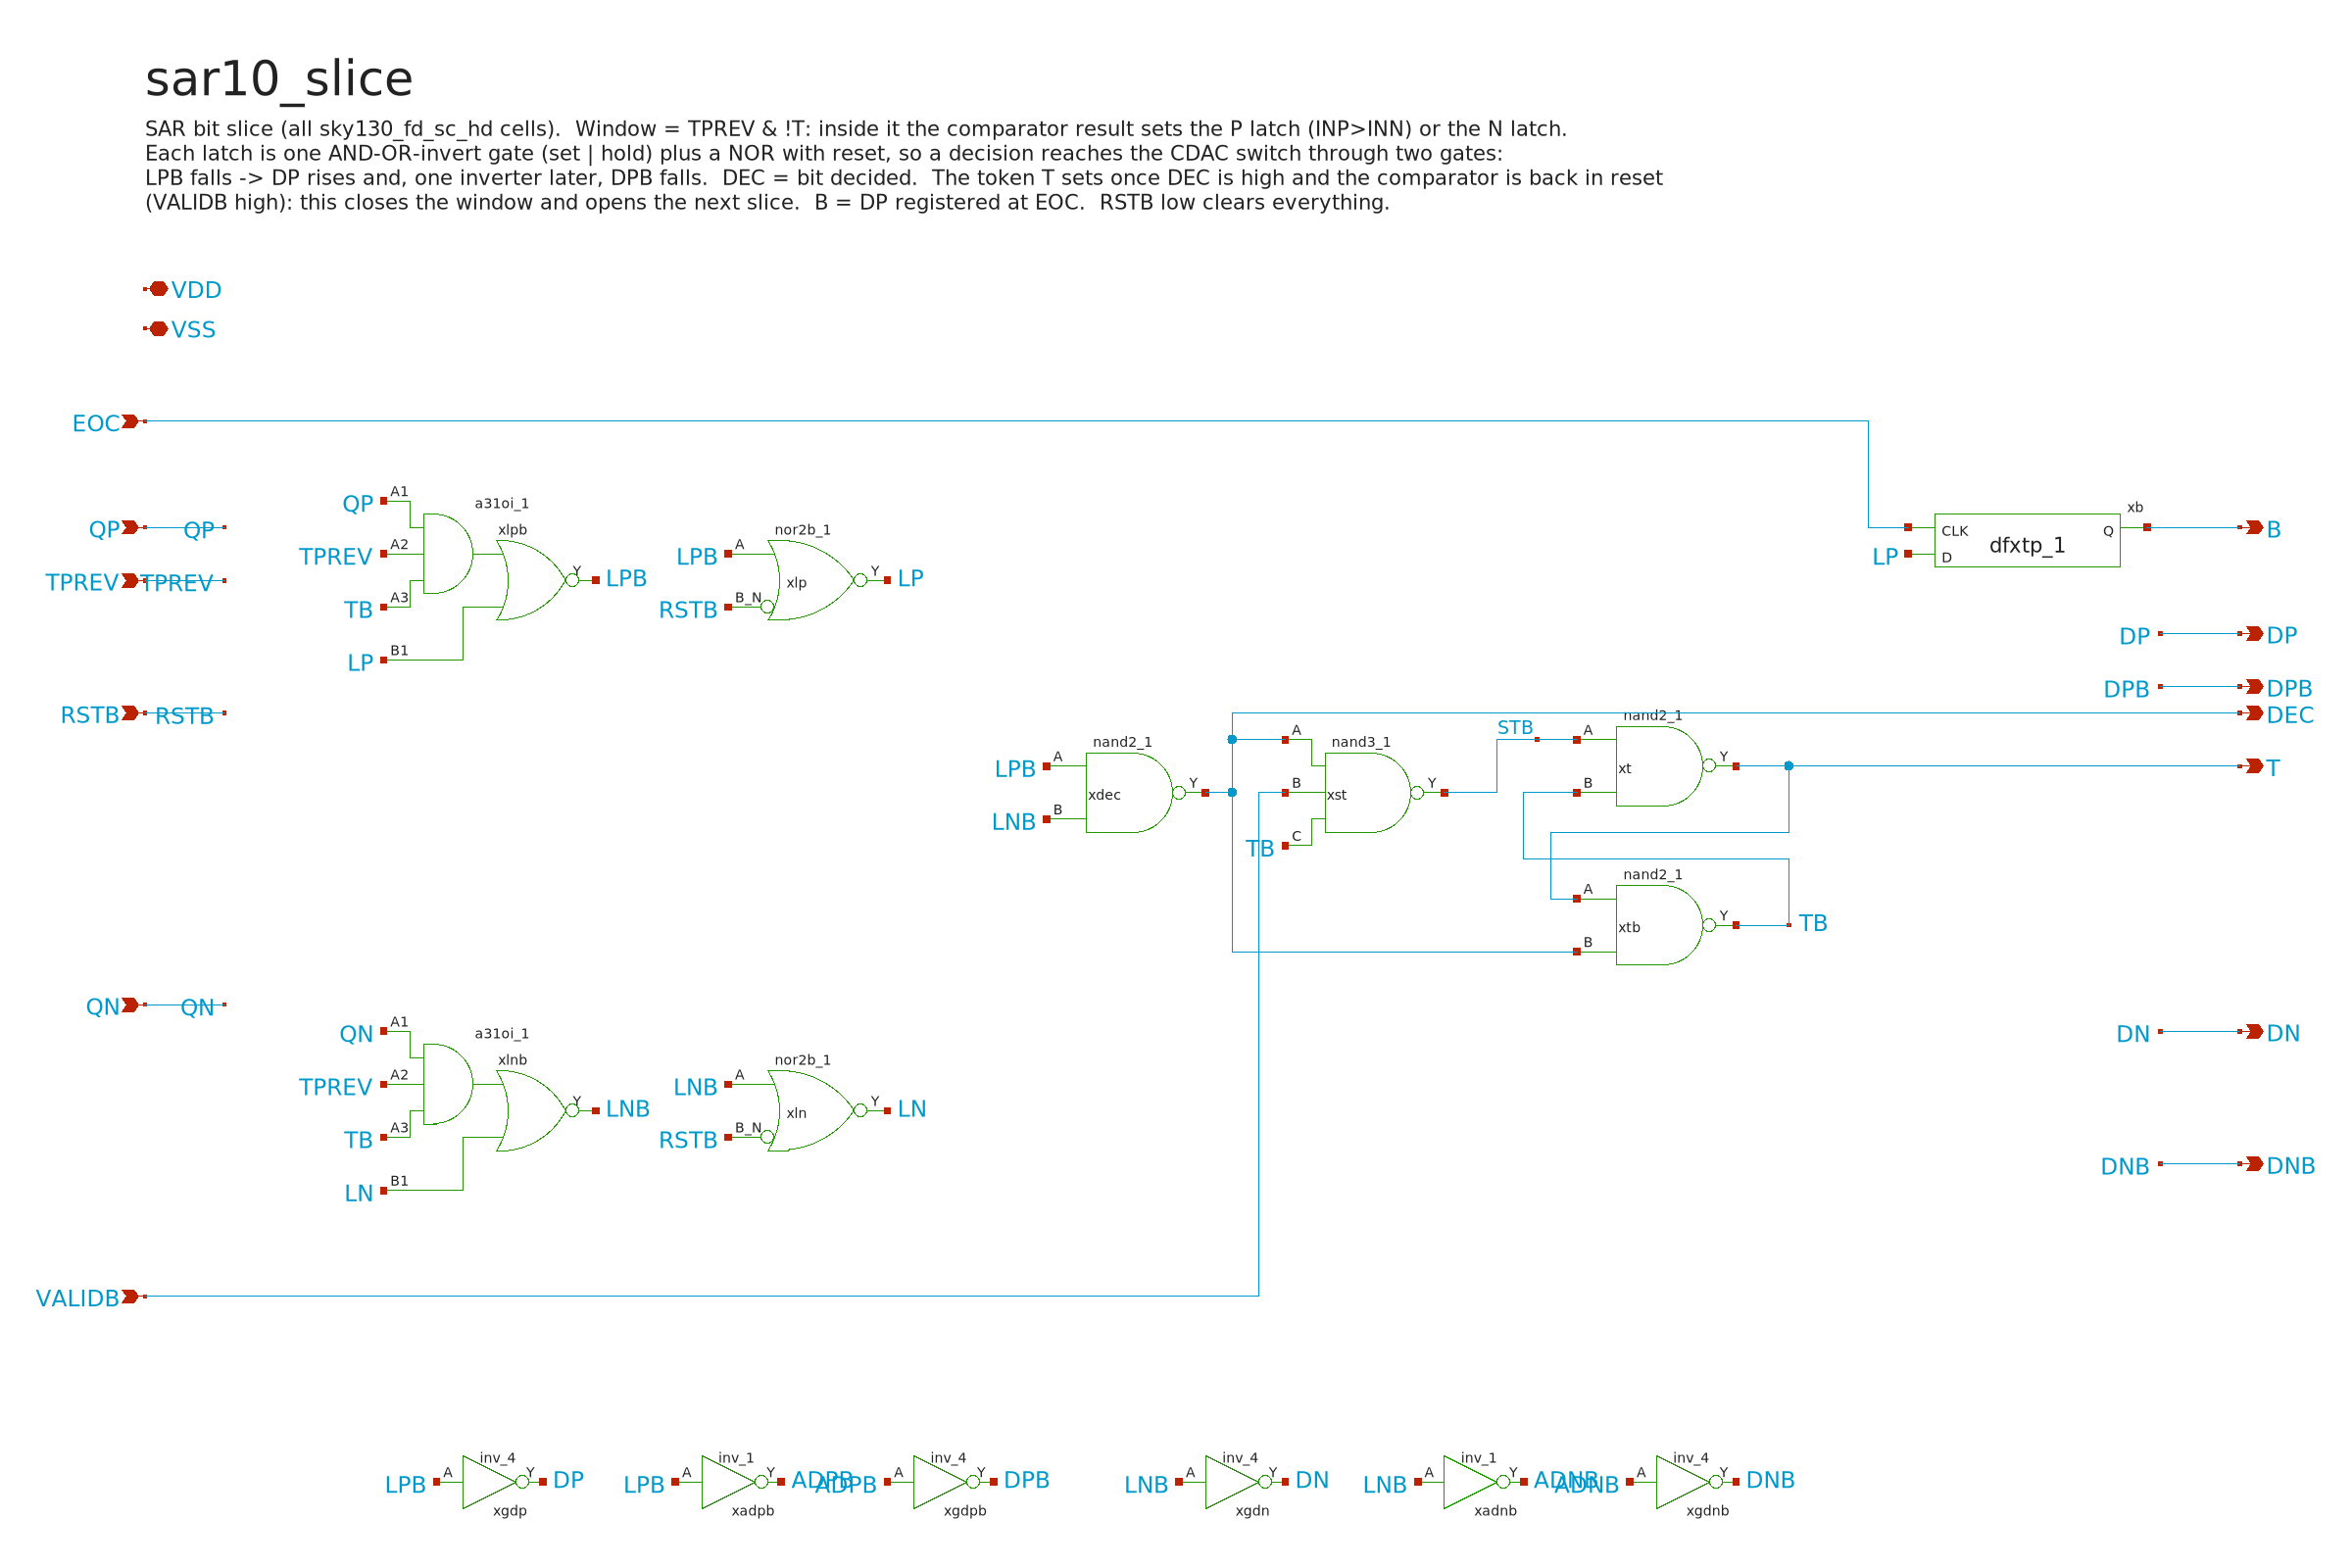 sar10_slice
SAR bit slice (all sky130_fd_sc_hd cells).  Window = TPREV & !T: inside it the comparator result sets the P latch (INP>INN) or the N latch.
Each latch is one AND-OR-invert gate (set | hold) plus a NOR with reset, so a decision reaches the CDAC switch through two gates:
LPB falls -> DP rises and, one inverter later, DPB falls.  DEC = bit decided.  The token T sets once DEC is high and the comparator is back in reset
(VALIDB high): this closes the window and opens the next slice.  B = DP registered at EOC.  RSTB low clears everything.
VDD
VSS
EOC
QP QP
TPREV TPREV
RSTB RSTB
QN QN
VALIDB
QP A1 a31oi_1
xlpb
TPREV A2
TB A3
LP B1
Y LPB
nor2b_1
LPB A
xlp
RSTB B_N
Y LP
xb
CLK Q
D
dfxtp_1
LP
B
DP DP
DPB DPB
DEC
T
nand2_1
LPB A
xdec
LNB B
Y
nand3_1
A
B
xst
TB C
Y
STB
nand2_1
A
xt
B
Y
nand2_1
A
xtb
B
Y TB
QN A1 a31oi_1
xlnb
TPREV A2
TB A3
LN B1
Y LNB
nor2b_1
LNB A
xln
RSTB B_N
Y LN
DN DN
DNB DNB
LPB A inv_4 Y DP
xgdp
LPB A inv_1 Y ADPB
xadpb
ADPB A inv_4 Y DPB
xgdpb
LNB A inv_4 Y DN
xgdn
LNB A inv_1 Y ADNB
xadnb
ADNB A inv_4 Y DNB
xgdnb